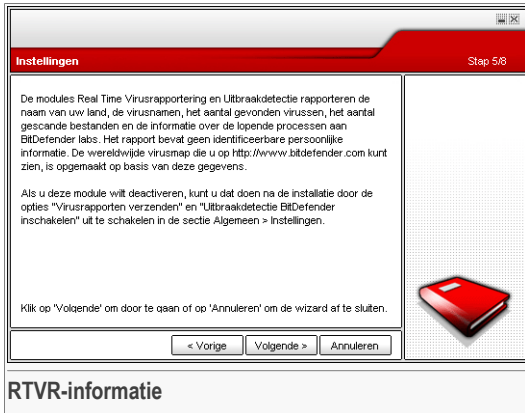 Instellingen
Stap 5/8
De modules Real Time Virusrapportering en Uitbraakdetectie rapporteren de
naam van uw land, de virusnamen, het aantal gevonden virussen, het aantal
gescande bestanden en de informatie over de lopende processen aan
BitDefender labs. Het rapport bevat geen identificeerbare persoonlijke
informatie. De wereldwijde virusmap die u op http://www.bitdefender.com kunt
zien, is opgemaakt op basis van deze gegevens.
Als u deze module wilt deactiveren, kunt u dat doen na de installatie door de
opties "Virusrapporten verzenden" en "Uitbraakdetectie BitDefender
inschakelen" uit te schakelen in de sectie Algemeen > Instellingen.
Klik op 'Volgende' om door te gaan of op 'Annuleren' om de wizard af te sluiten.
« Vorige
Volgende »
Annuleren
RTVR-informatie